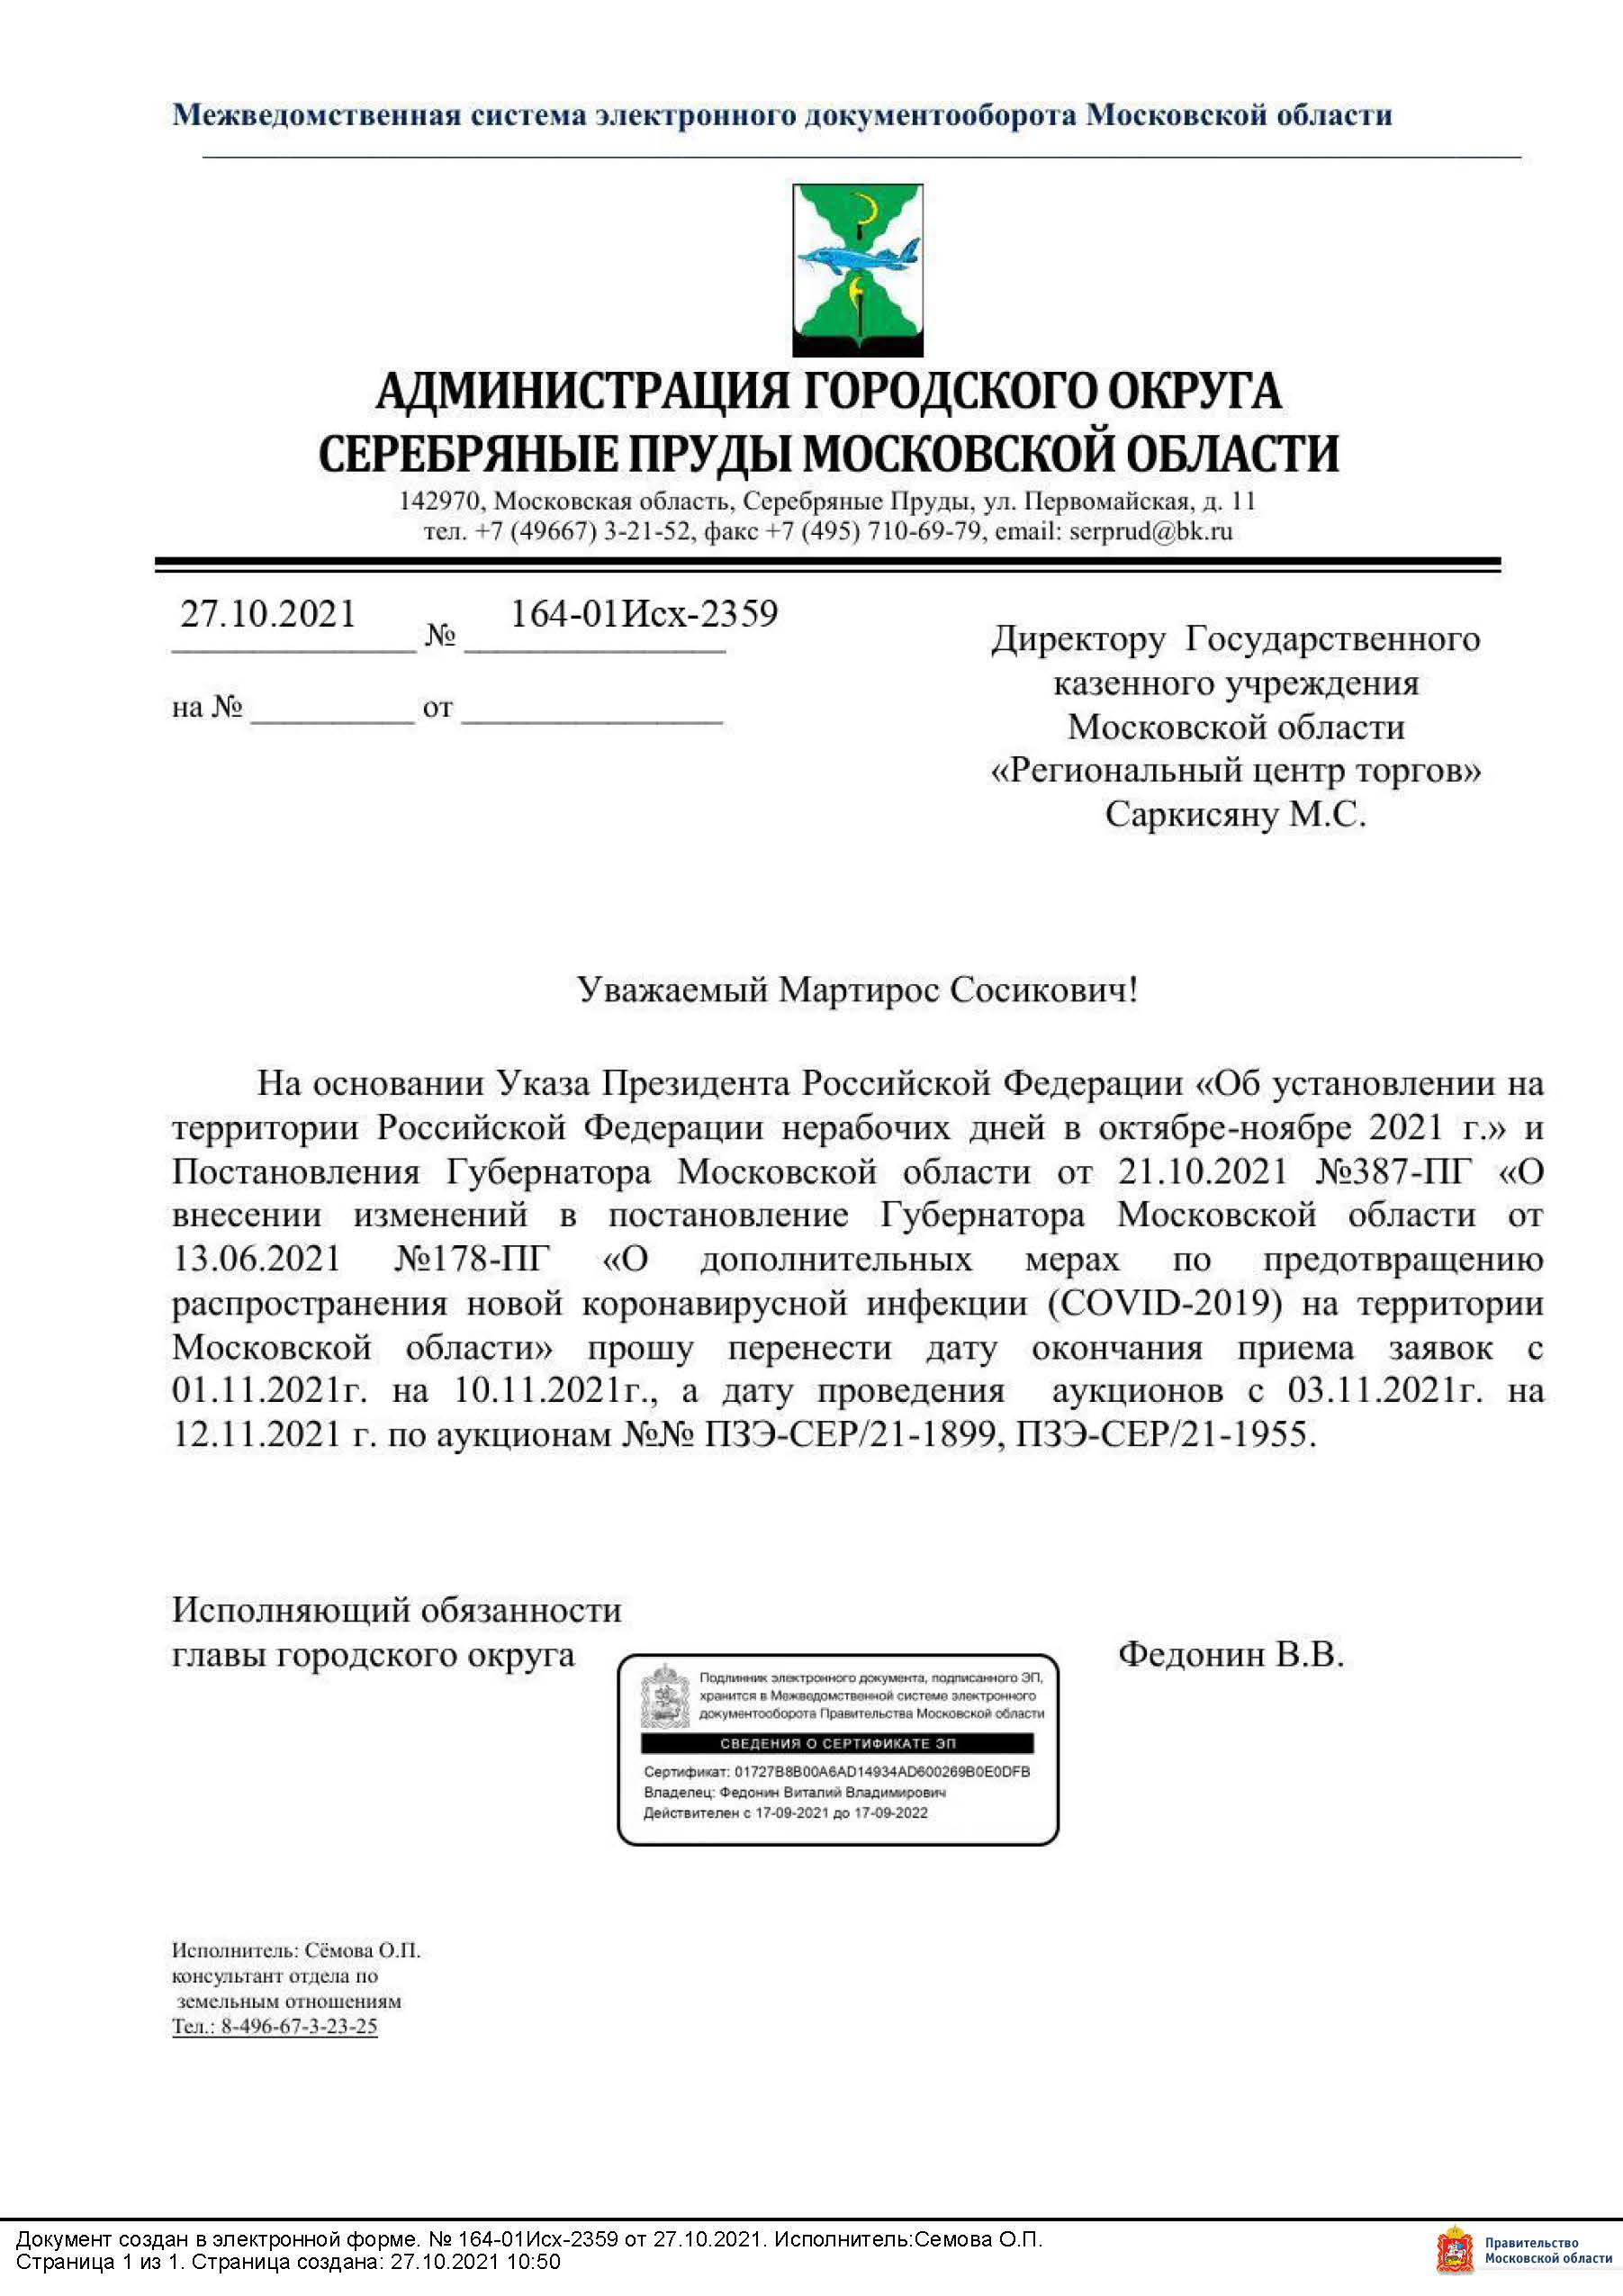 Межведомственная система электронного документооборота Московской области
АДМИНИСТРАЦИЯ ГОРОДСКОГО ОКРУГА
СЕРЕБРЯНЫЕ ПРУДЫ МОСКОВСКОЙ ОБЛАСТИ
142970, Московская область, Серебряные Пруды, ул. Первомайская, д. 11
тел. +7 (49667) 3-21-52, факс +7 (495) 710-69-79, email: serprud@bk.ru
27.10.2021 № 164-01Исх-2359
на № ___________ от ___________
Директору Государственного
казенного учреждения
Московской области
«Региональный центр торгов»
Саркисяну М.С.
Уважаемый Мартирос Сосикович!
На основании Указа Президента Российской Федерации «Об установлении на
территории Российской Федерации нерабочих дней в октябре-ноябре 2021 г.» и
Постановления Губернатора Московской области от 21.10.2021 №387-ПГ «О
внесении изменений в постановление Губернатора Московской области от
13.06.2021 №178-ПГ «О дополнительных мерах по предотвращению
распространения новой коронавирусной инфекции (COVID-2019) на территории
Московской области» прошу перенести дату окончания приема заявок с
01.11.2021г. на 10.11.2021г., а дату проведения аукционов с 03.11.2021г. на
12.11.2021 г. по аукционам №№ ПЗЭ-СЕР/21-1899, ПЗЭ-СЕР/21-1955.
Исполняющий обязанности
главы городского округа Федонин В.В.
Подлинник электронного документа, подписанного ЭП,
хранится в Межведомственной системе электронного
документооборота Правительства Московской области
СВЕДЕНИЯ О СЕРТИФИКАТЕ ЭП
Сертификат: 01727B8B00A6AD14934AD600269B0E0DFB
Владелец: Федонин Виталий Владимирович
Действителен с 17-09-2021 до 17-09-2022
Исполнитель: Сёмова О.П.
консультант отдела по
земельным отношениям
Тел.: 8-496-67-3-23-25
Документ создан в электронной форме. № 164-01Исх-2359 от 27.10.2021. Исполнитель:Семова О.П.
Страница 1 из 1. Страница создана: 27.10.2021 10:50
Правительство
Московской области